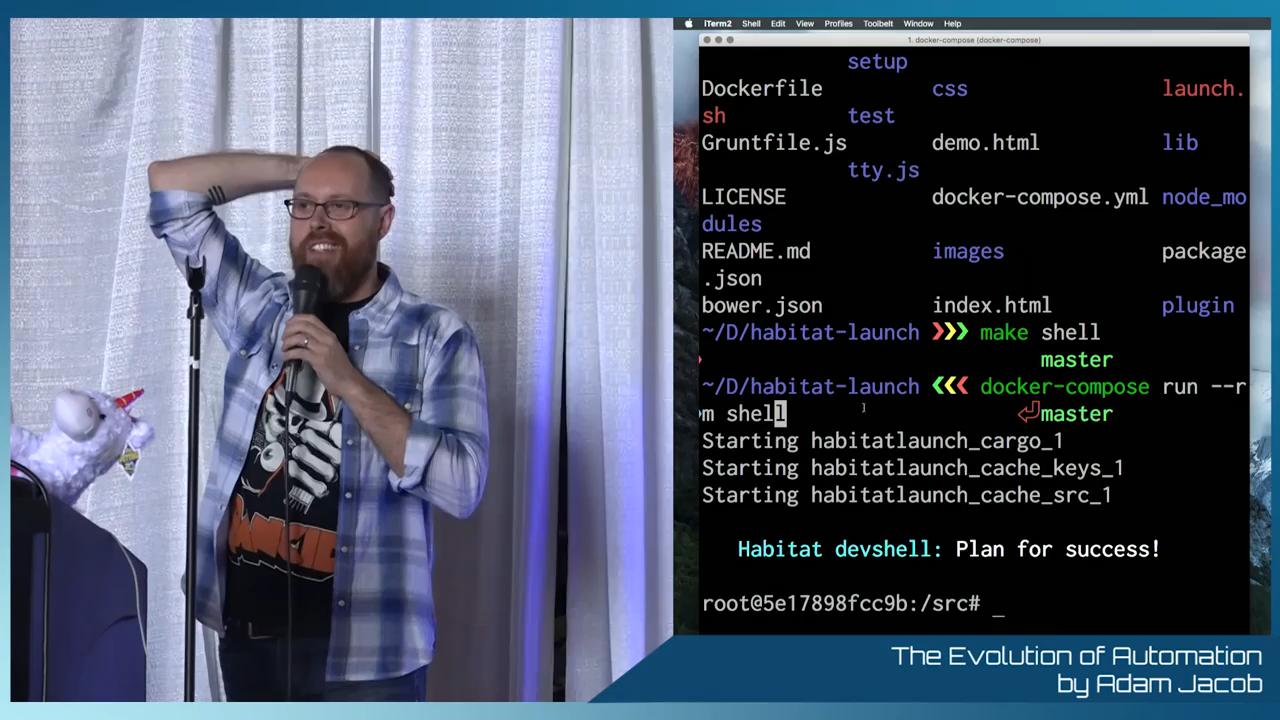 iTerm2 Shell Edit View Profiles Toolbelt Window Help
1. docker-compose (docker-compose)
setup
Dockerfile css launch.
sh test
Gruntfile.js demo.html lib
tty.js
LICENSE docker-compose.yml node_mo
dules
README.md images package
.json
bower.json index.html plugin
~/D/habitat-launch ❯❯❯ make shell
master
~/D/habitat-launch ❮❮❮ docker-compose run --r
m shell ⏎master
Starting habitatlaunch_cargo_1
Starting habitatlaunch_cache_keys_1
Starting habitatlaunch_cache_src_1
Habitat devshell: Plan for success!
root@5e17898fcc9b:/src# _
The Evolution of Automation
by Adam Jacob